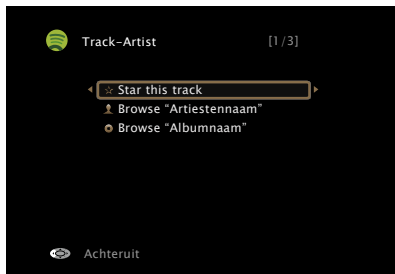 Track–Artist [1/3]
☆ Star this track
Browse “Artiestennaam”
Browse “Albumnaam”
Achteruit